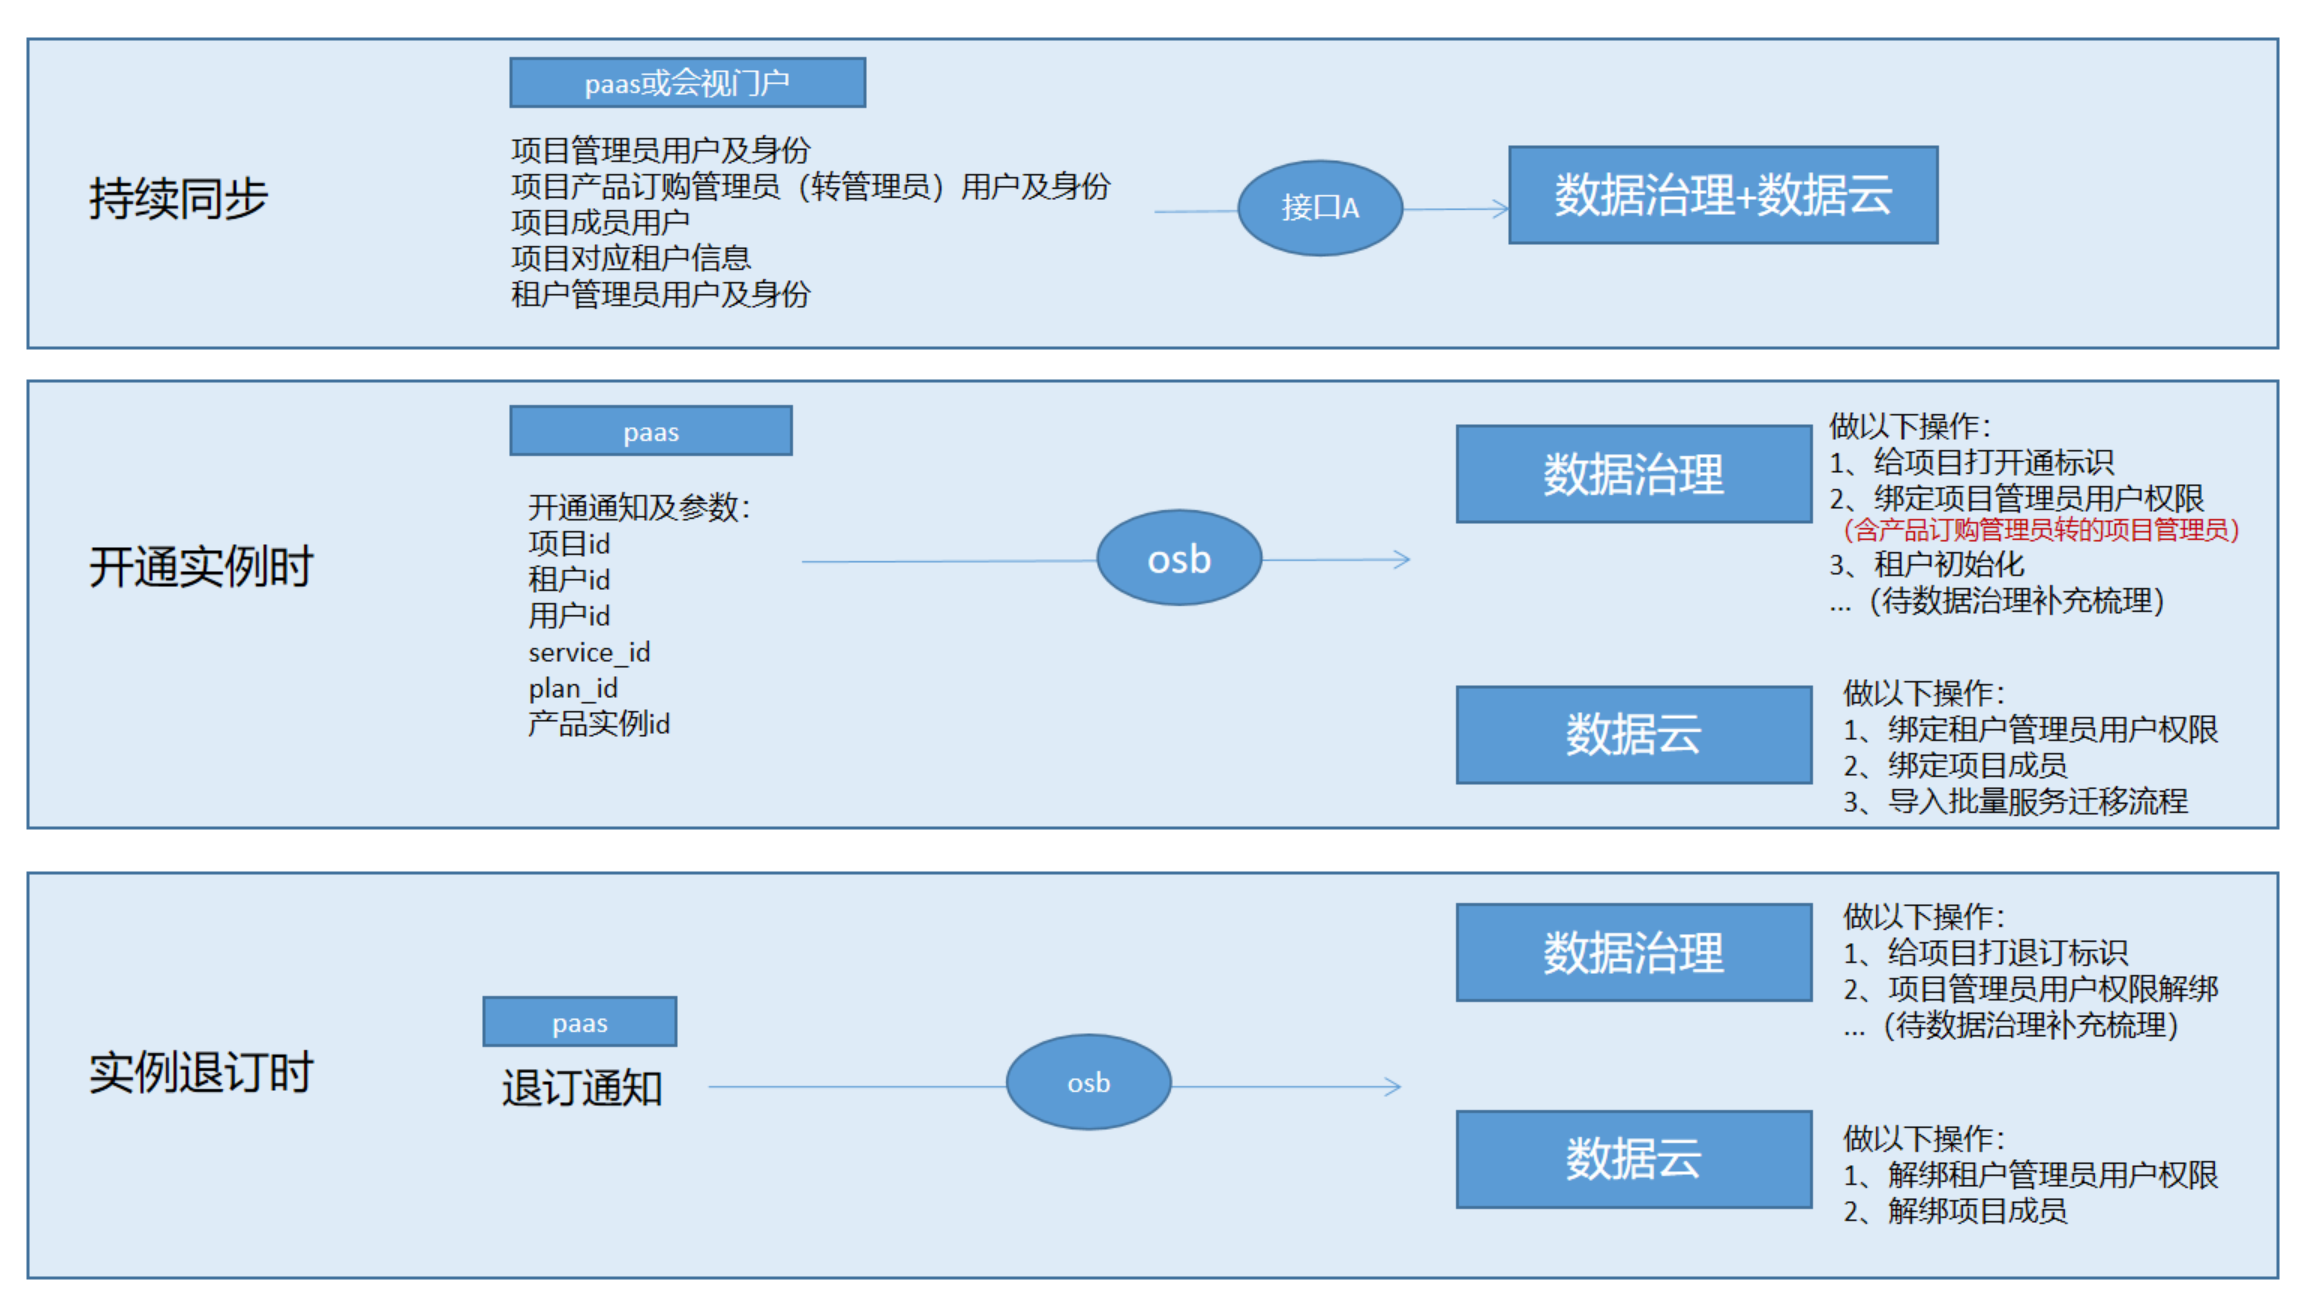 持续同步
paas或会视门户
项目管理员用户及身份
项目产品订购管理员（转管理员）用户及身份
项目成员用户
项目对应租户信息
租户管理员用户及身份
接口A
数据治理+数据云
开通实例时
paas
开通通知及参数：
项目id
租户id
用户id
service_id
plan_id
产品实例id
osb
数据治理
做以下操作：
1、给项目打开通标识
2、绑定项目管理员用户权限
（含产品订购管理员转的项目管理员）
3、租户初始化
...（待数据治理补充梳理）
数据云
做以下操作：
1、绑定租户管理员用户权限
2、绑定项目成员
3、导入批量服务迁移流程
实例退订时
paas
退订通知
osb
数据治理
做以下操作：
1、给项目打退订标识
2、项目管理员用户权限解绑
...（待数据治理补充梳理）
数据云
做以下操作：
1、解绑租户管理员用户权限
2、解绑项目成员